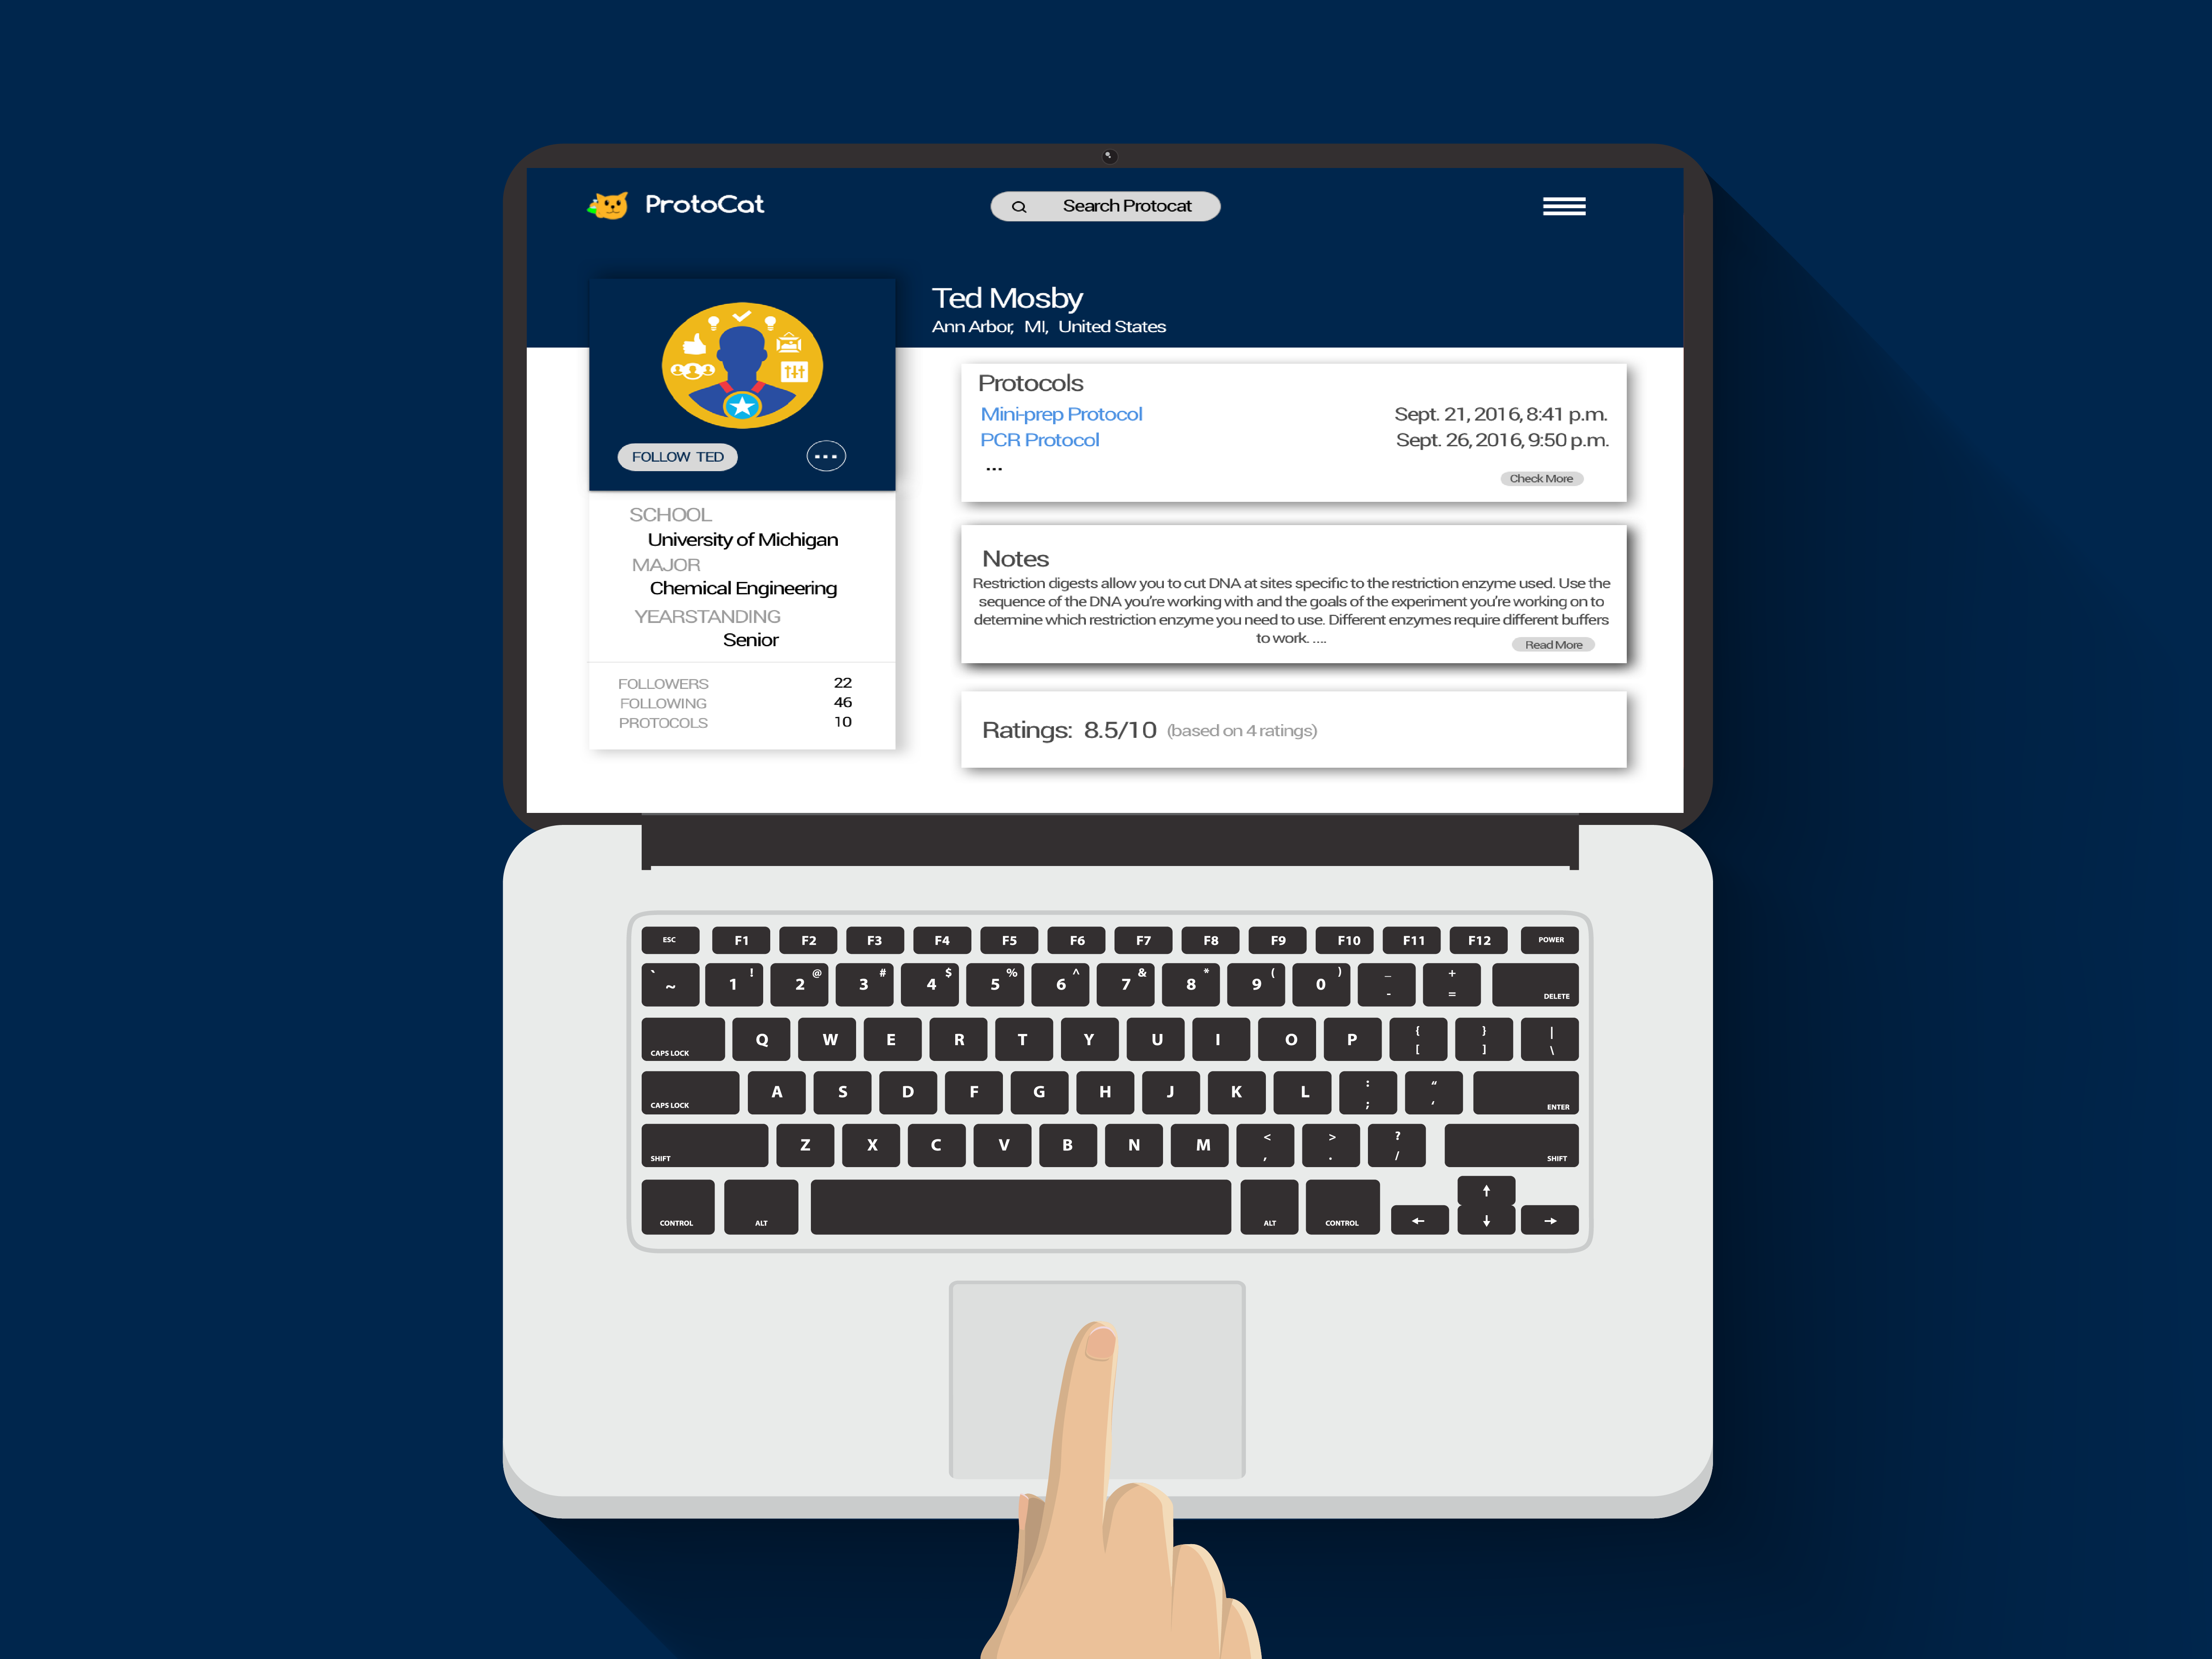 ProtoCat
Search Protocat
Ted Mosby
Ann Arbor, MI, United States
FOLLOW TED
...
SCHOOL
University of Michigan
MAJOR
Chemical Engineering
YEARSTANDING
Senior
FOLLOWERS 22
FOLLOWING 46
PROTOCOLS 10
Protocols
Mini-prep Protocol Sept. 21, 2016, 8:41 p.m.
PCR Protocol Sept. 26, 2016, 9:50 p.m.
...
Check More
Notes
Restriction digests allow you to cut DNA at sites specific to the restriction enzyme used. Use the
sequence of the DNA you're working with and the goals of the experiment you're working on to
determine which restriction enzyme you need to use. Different enzymes require different buffers
to work. ....
Read More
Ratings: 8.5/10 (based on 4 ratings)
ESC F1 F2 F3 F4 F5 F6 F7 F8 F9 F10 F11 F12 POWER
` ~ 1 ! 2 @ 3 # 4 $ 5 % 6 ^ 7 & 8 * 9 ( 0 ) _ - + = DELETE
CAPS LOCK Q W E R T Y U I O P { [ } ] | \
CAPS LOCK A S D F G H J K L : ; “ ‘ ENTER
SHIFT Z X C V B N M < , > . ? / SHIFT
CONTROL ALT ALT CONTROL ← ↑ ↓ →